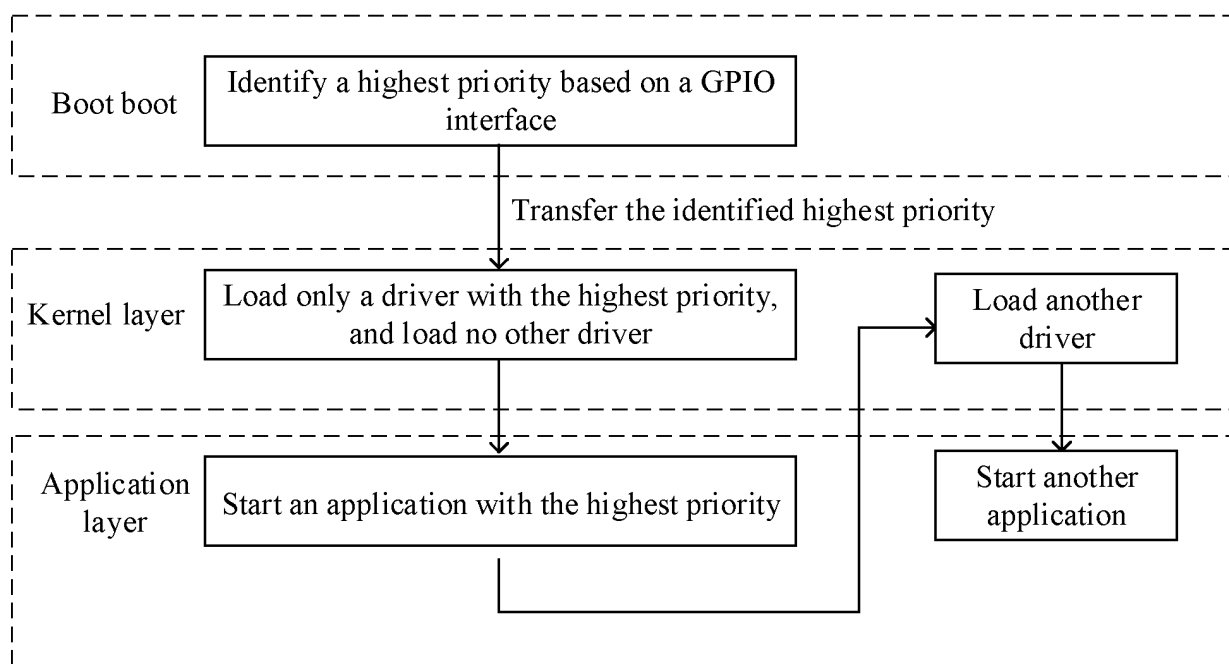 Boot boot
Identify a highest priority based on a GPIO
interface
Transfer the identified highest priority
Kernel layer
Load only a driver with the highest priority,
and load no other driver
Load another
driver
Application
layer
Start an application with the highest priority
Start another
application